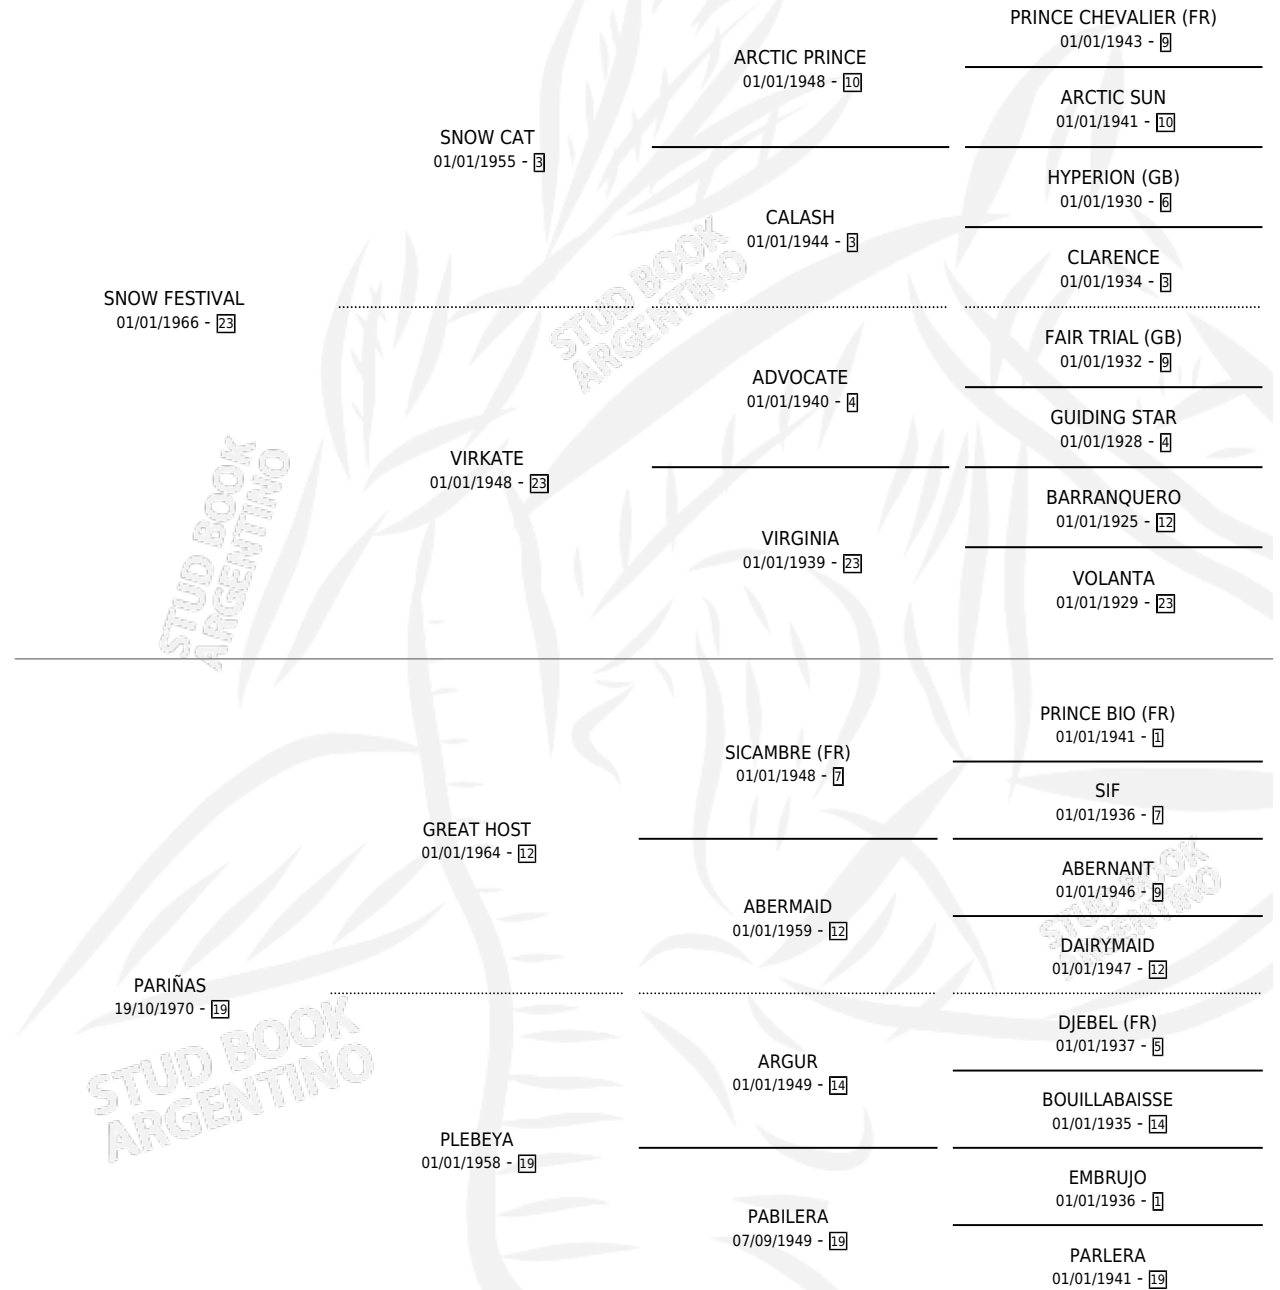 PRINCE CHEVALIER (FR)
01/01/1943 - 9
ARCTIC PRINCE
01/01/1948 - 10
ARCTIC SUN
01/01/1941 - 10
SNOW CAT
01/01/1955 - 3
HYPERION (GB)
01/01/1930 - 6
CALASH
01/01/1944 - 3
CLARENCE
01/01/1934 - 3
SNOW FESTIVAL
01/01/1966 - 23
STUD BOOK
ARGENTINO
FAIR TRIAL (GB)
01/01/1932 - 9
ADVOCATE
01/01/1940 - 4
GUIDING STAR
01/01/1928 - 4
VIRKATE
01/01/1948 - 23
BARRANQUERO
01/01/1925 - 12
VIRGINIA
01/01/1939 - 23
VOLANTA
01/01/1929 - 23
STUD BOOK
ARGENTINO
PRINCE BIO (FR)
01/01/1941 - 1
SICAMBRE (FR)
01/01/1948 - 7
SIF
01/01/1936 - 7
GREAT HOST
01/01/1964 - 12
ABERNANT
01/01/1946 - 9
ABERMAID
01/01/1959 - 12
DAIRYMAID
01/01/1947 - 12
STUD BOOK
ARGENTINO
PARIÑAS
19/10/1970 - 19
STUD BOOK
ARGENTINO
DJEBEL (FR)
01/01/1937 - 5
ARGUR
01/01/1949 - 14
BOUILLABAISSE
01/01/1935 - 14
PLEBEYA
01/01/1958 - 19
EMBRUJO
01/01/1936 - 1
PABILERA
07/09/1949 - 19
PARLERA
01/01/1941 - 19